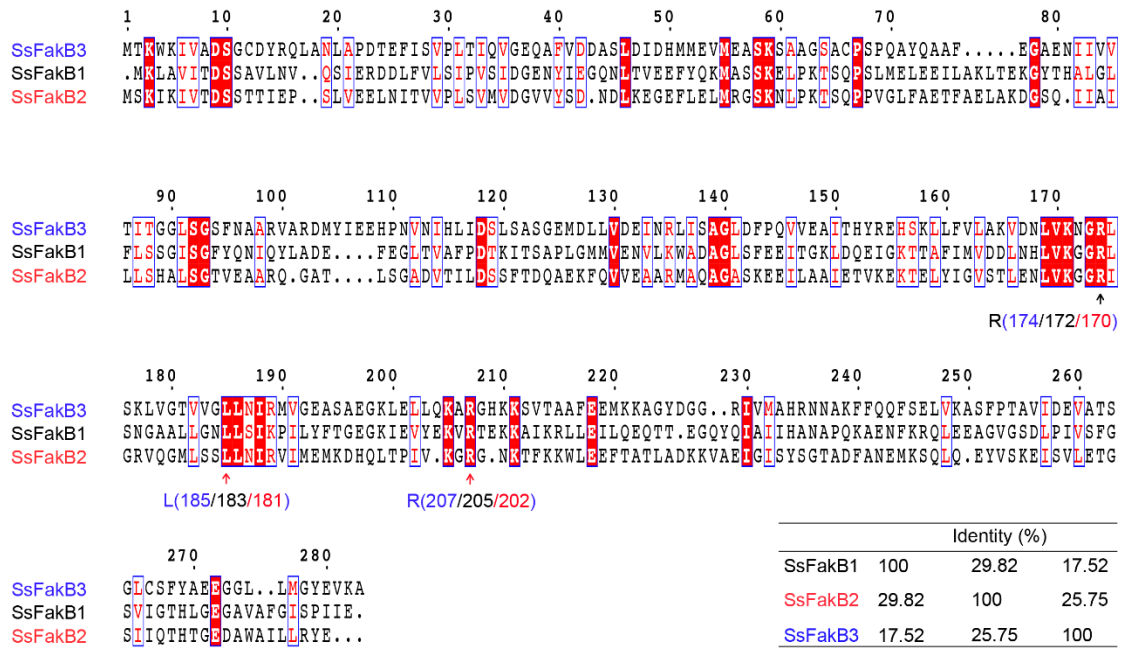 1 10 20 30 40 50 60 70 80
SsFakB3 MTKWKIVADSGCDYRQLANLAPDTEFISVPLTIQVGEQAFVDDASLDIDHMMEVMEASKSAAGSACPSPQAYQAAF.....EGAENIIVV
SsFakB1 .MKLAVITDSSAVLNV..QSIERDDLFVLSIPVSIDGENYIEGQNLTVEEFYQKMASSKELPKTSQPSLMELEEILAKLTEKGYTHALGL
SsFakB2 MSKIKIVTDSSTTIEP..SLVEELNITVVPLSVMVDGVVYSD.NDLKEGEFLELMRGSKNLPKTSQPPVGLFAETFAELAKDGSQ.IIAI
90 100 110 120 130 140 150 160 170
SsFakB3 TITGGLSGSFNAARVARDMYIEEHPNVNIHLIDSLSASGEMDLLVDEINRLISAGLDFPQVVEAITHYREHSKLLFVLAKVDNLVKNGRL
SsFakB1 FLSSGISGFYQNIQYLADE....FEGLTVAFPDTKITSAPLGMMVENVLKWADAGLSFEEITGKLDQEIGKTTAFIMVDDLNHLVKGGRL
SsFakB2 LLSHALSGTVEAARQ.GAT....LSGADVTILDSSFTDQAEKFQVVEAARMAQAGASKEEILAAIETVKEKTELYIGVSTLENLVKGGRI
R(174/172/170)
180 190 200 210 220 230 240 250 260
SsFakB3 SKLVGTVVGLLNIRMVGEASAEGKLELLQKARGHKKSVTAAFEEMKKAGYDGG..RIVMAHRNNAKFFQQFSELVKASFPTAVIDEVATS
SsFakB1 SNGAALLGNLLSIKPILYFTGEGKIEVYEKVRTEKKAIKRLLEILQEQTT.EGQYQIAIIHANAPQKAENFKRQLEEAGVGSDLPIVSFG
SsFakB2 GRVQGMLSSLLNIRVIMEMKDHQLTPIV.KGRG.NKTFKKWLEEFTATLADKKVAEIGISYSGTADFANEMKSQLQ.EYVSKEISVLETG
L(185/183/181) R(207/205/202)
270 280
SsFakB3 GLCSFYAEEGGL..LMGYEVKA
SsFakB1 SVIGTHLGEGAVAFGISPIIE.
SsFakB2 SIIQTHTGEDAWAILLRYE...
Identity (%)
SsFakB1 100 29.82 17.52
SsFakB2 29.82 100 25.75
SsFakB3 17.52 25.75 100